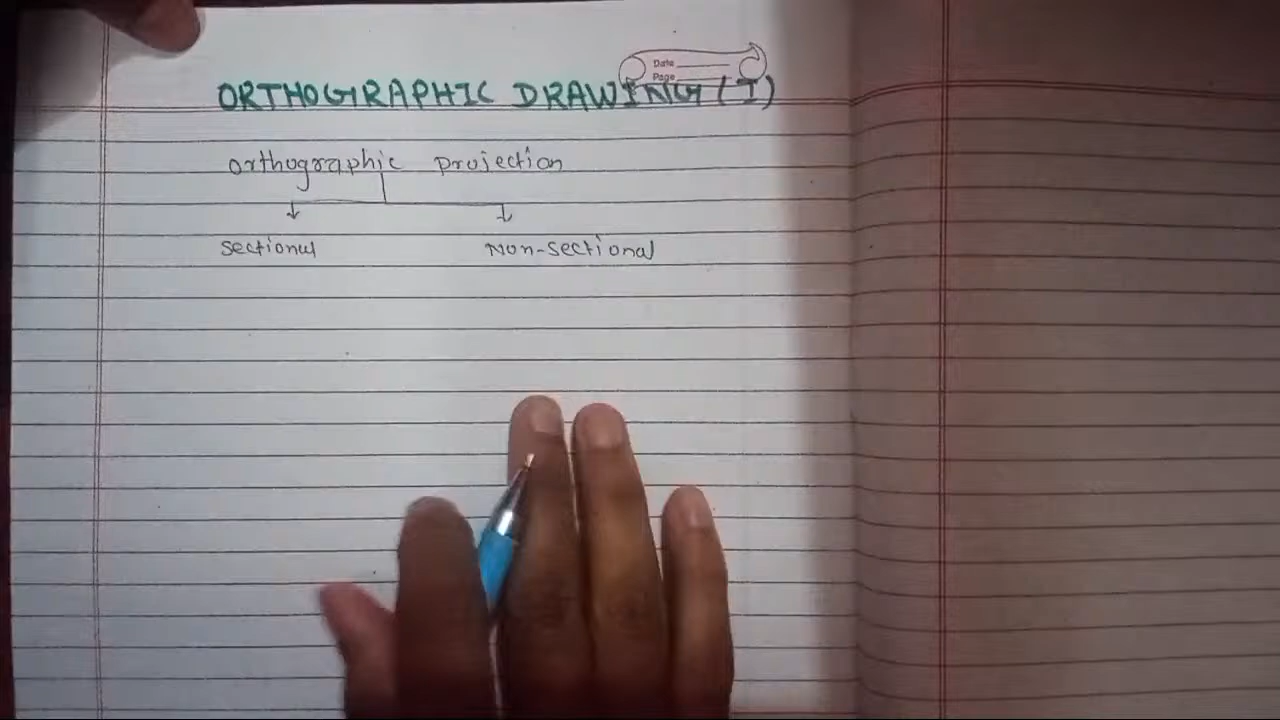 Date
Page
ORTHOGRAPHIC DRAWING (I)
Orthographic projection
Sectional Non-Sectional